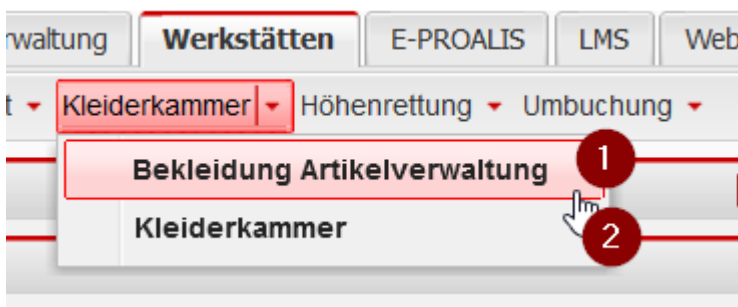 rwaltung Werkstätten E-PROALIS LMS Web
t Kleiderkammer Höhenrettung Umbuchung
Bekleidung Artikelverwaltung 1
Kleiderkammer 2